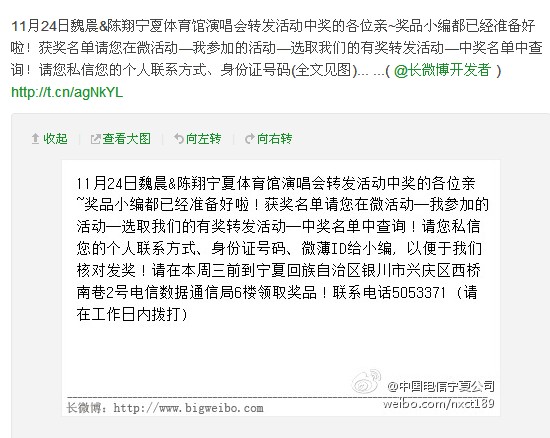 11月24日魏晨&陈翔宁夏体育馆演唱会转发活动中奖的各位亲~奖品小编都已经准备好
啦！获奖名单请您在微活动—我参加的活动—选取我们的有奖转发活动—中奖名单中查
询！请您私信您的个人联系方式、身份证号码(全文见图)... ...( @长微博开发者 )
http://t.cn/agNkYL
收起 查看大图 向左转 向右转
11月24日魏晨&陈翔宁夏体育馆演唱会转发活动中奖的各位亲
~奖品小编都已经准备好啦！获奖名单请您在微活动—我参加的
活动—选取我们的有奖转发活动—中奖名单中查询！请您私信
您的个人联系方式、身份证号码、微薄ID给小编，以便于我们
核对发奖！请在本周三前到宁夏回族自治区银川市兴庆区西桥
南巷2号电信数据通信局6楼领取奖品！联系电话5053371（请
在工作日内拨打）
@中国电信宁夏公司
weibo.com/nxct189
长微博：http://www.bigweibo.com